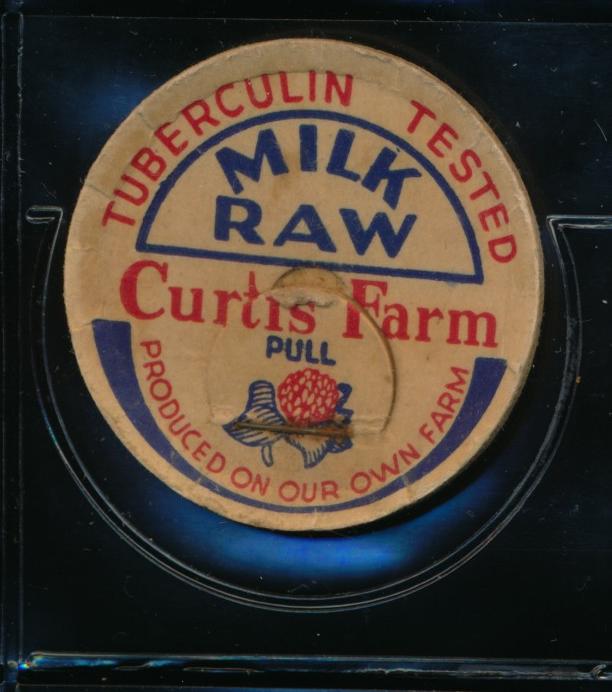 TUBERCULIN TESTED
MILK
RAW
Curtis Farm
PULL
PRODUCED ON OUR OWN FARM